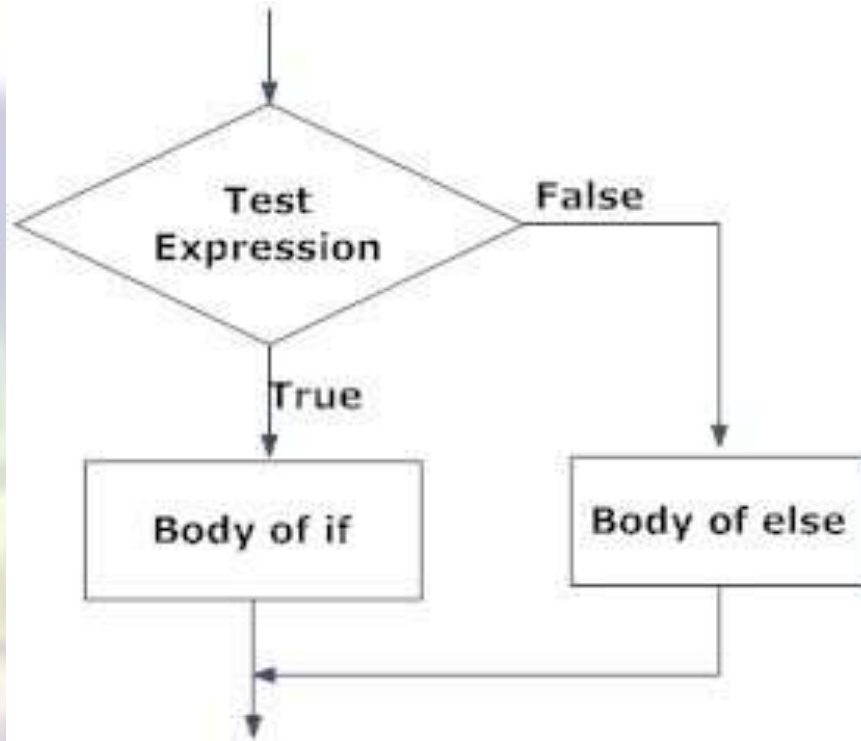 Test
Expression
False
True
Body of if
Body of else